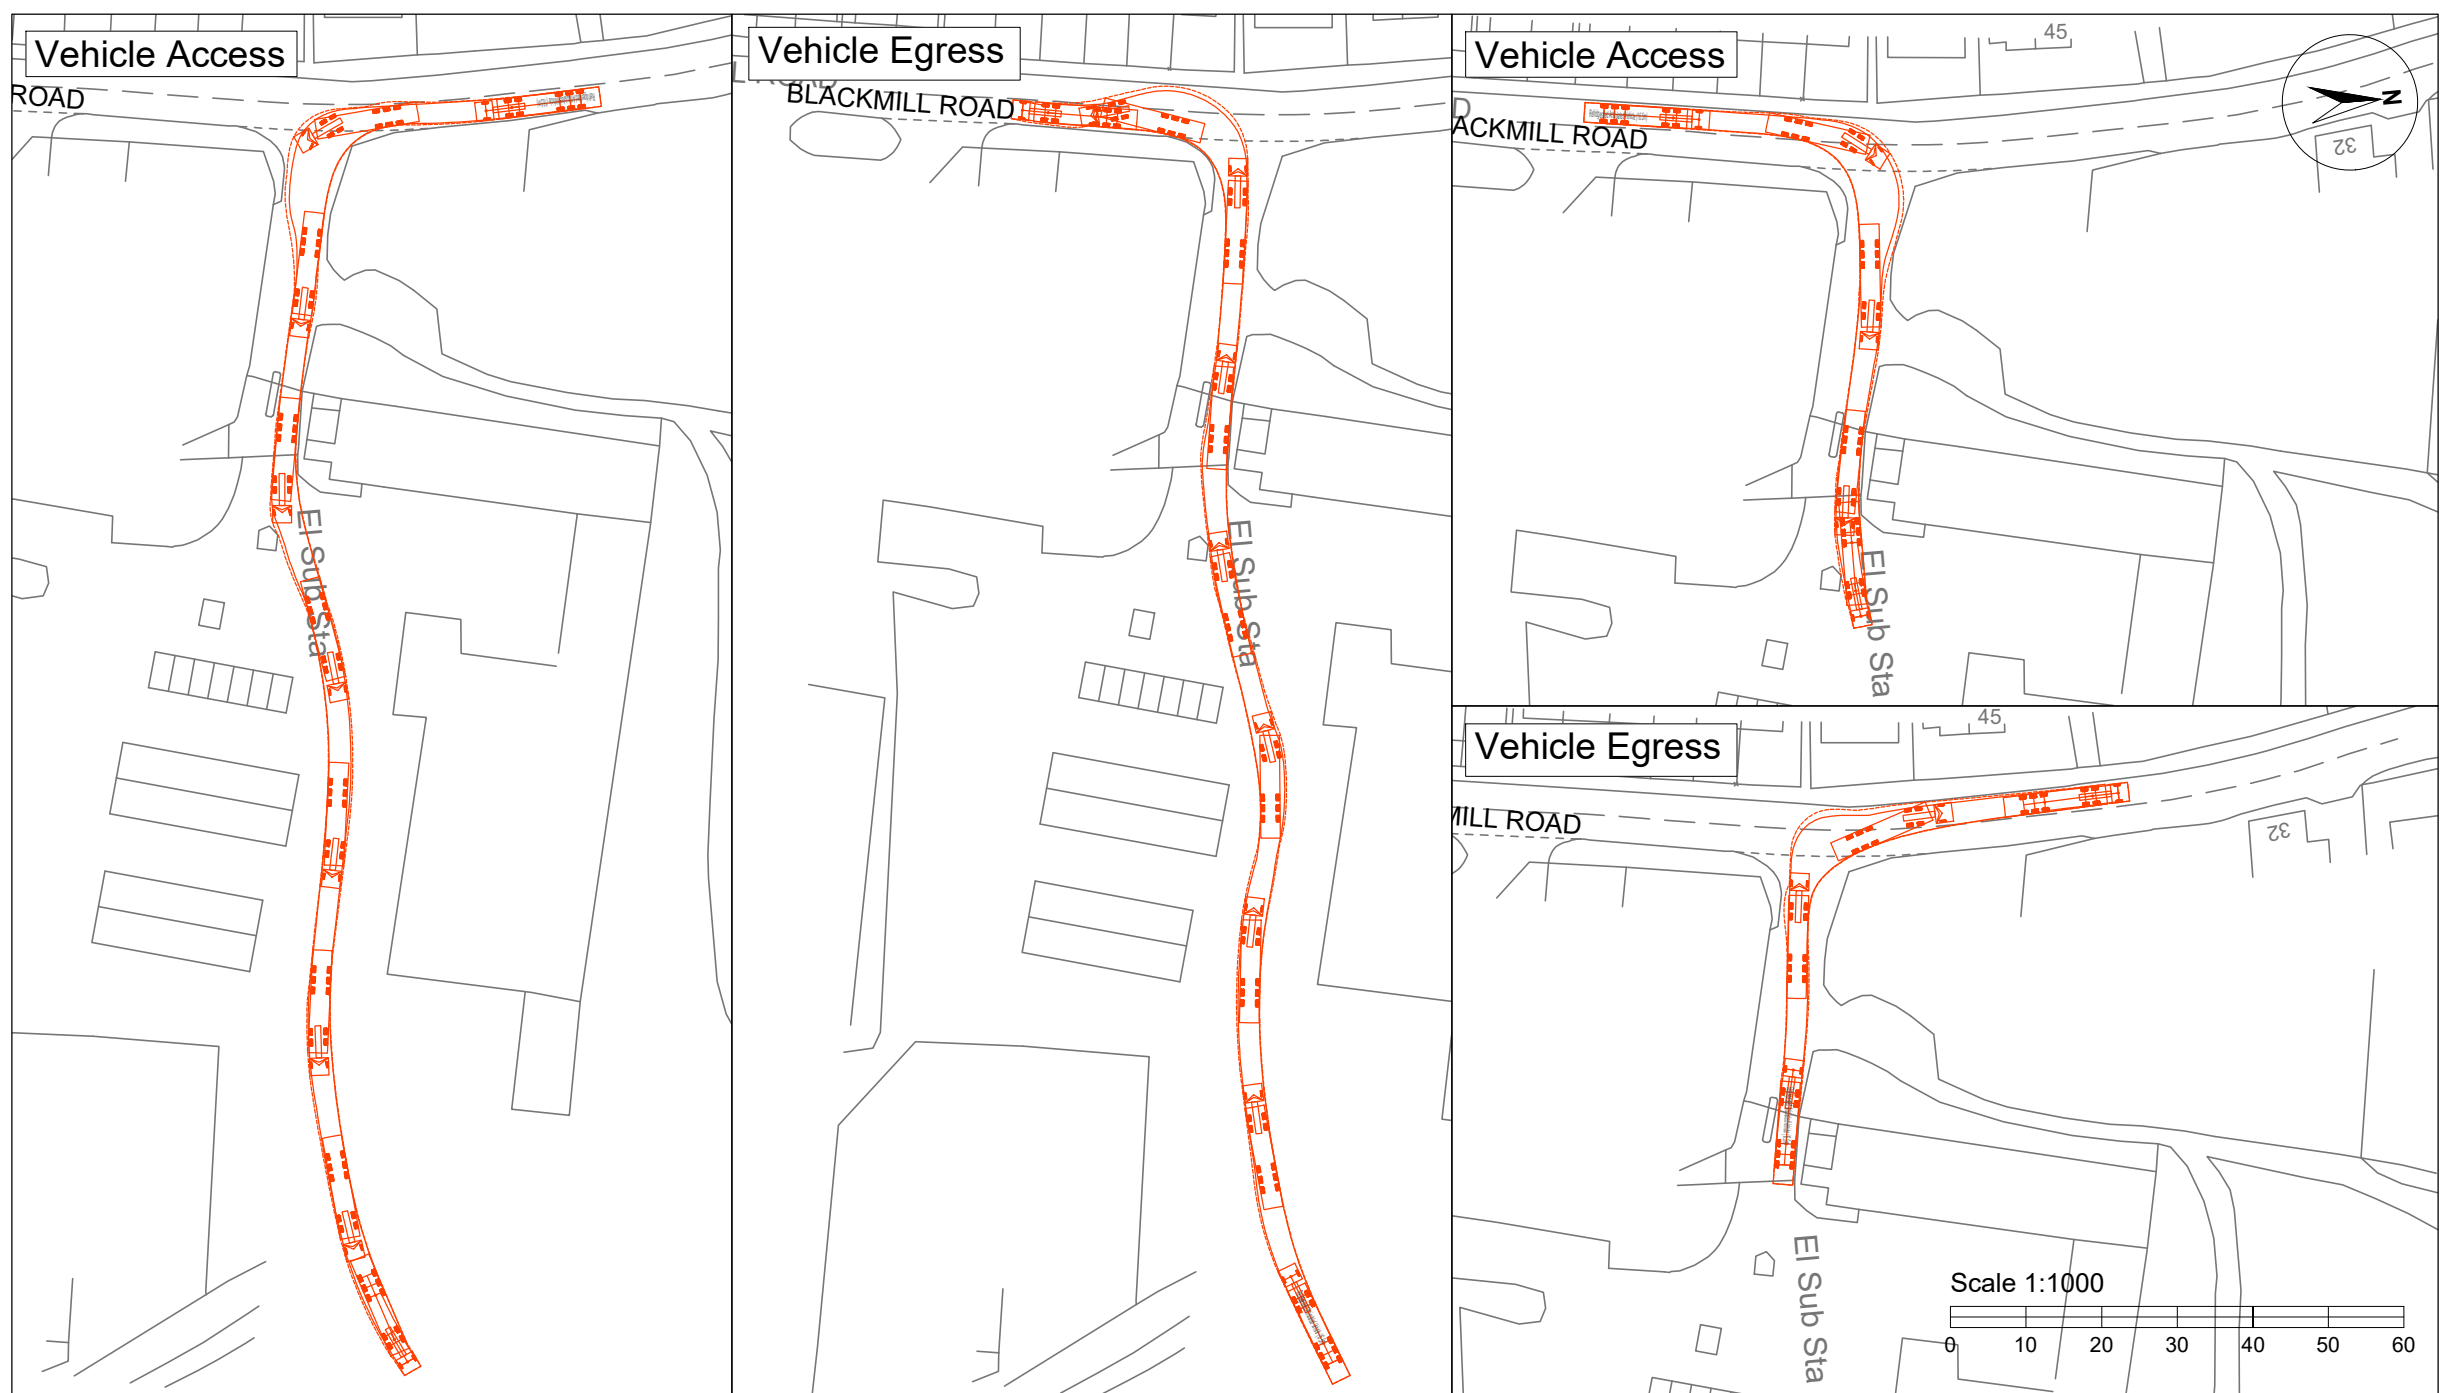 Vehicle Access
ROAD
El Sub Sta
Vehicle Egress
BLACKMILL ROAD
El Sub Sta
Vehicle Access
45
ACKMILL ROAD
N
32
El Sub Sta
Vehicle Egress
45
MILL ROAD
32
El Sub Sta
Scale 1:1000
0 10 20 30 40 50 60